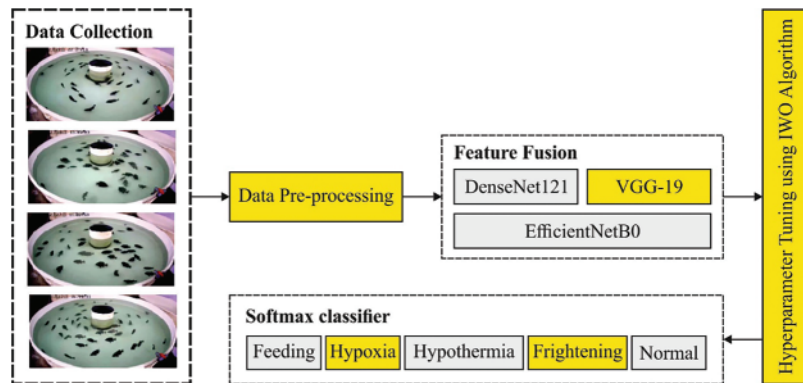 Data Collection
Data Pre-processing
Feature Fusion
DenseNet121
VGG-19
EfficientNetB0
Hyperparameter Tuning using IWO Algorithm
Softmax classifier
Feeding
Hypoxia
Hypothermia
Frightening
Normal